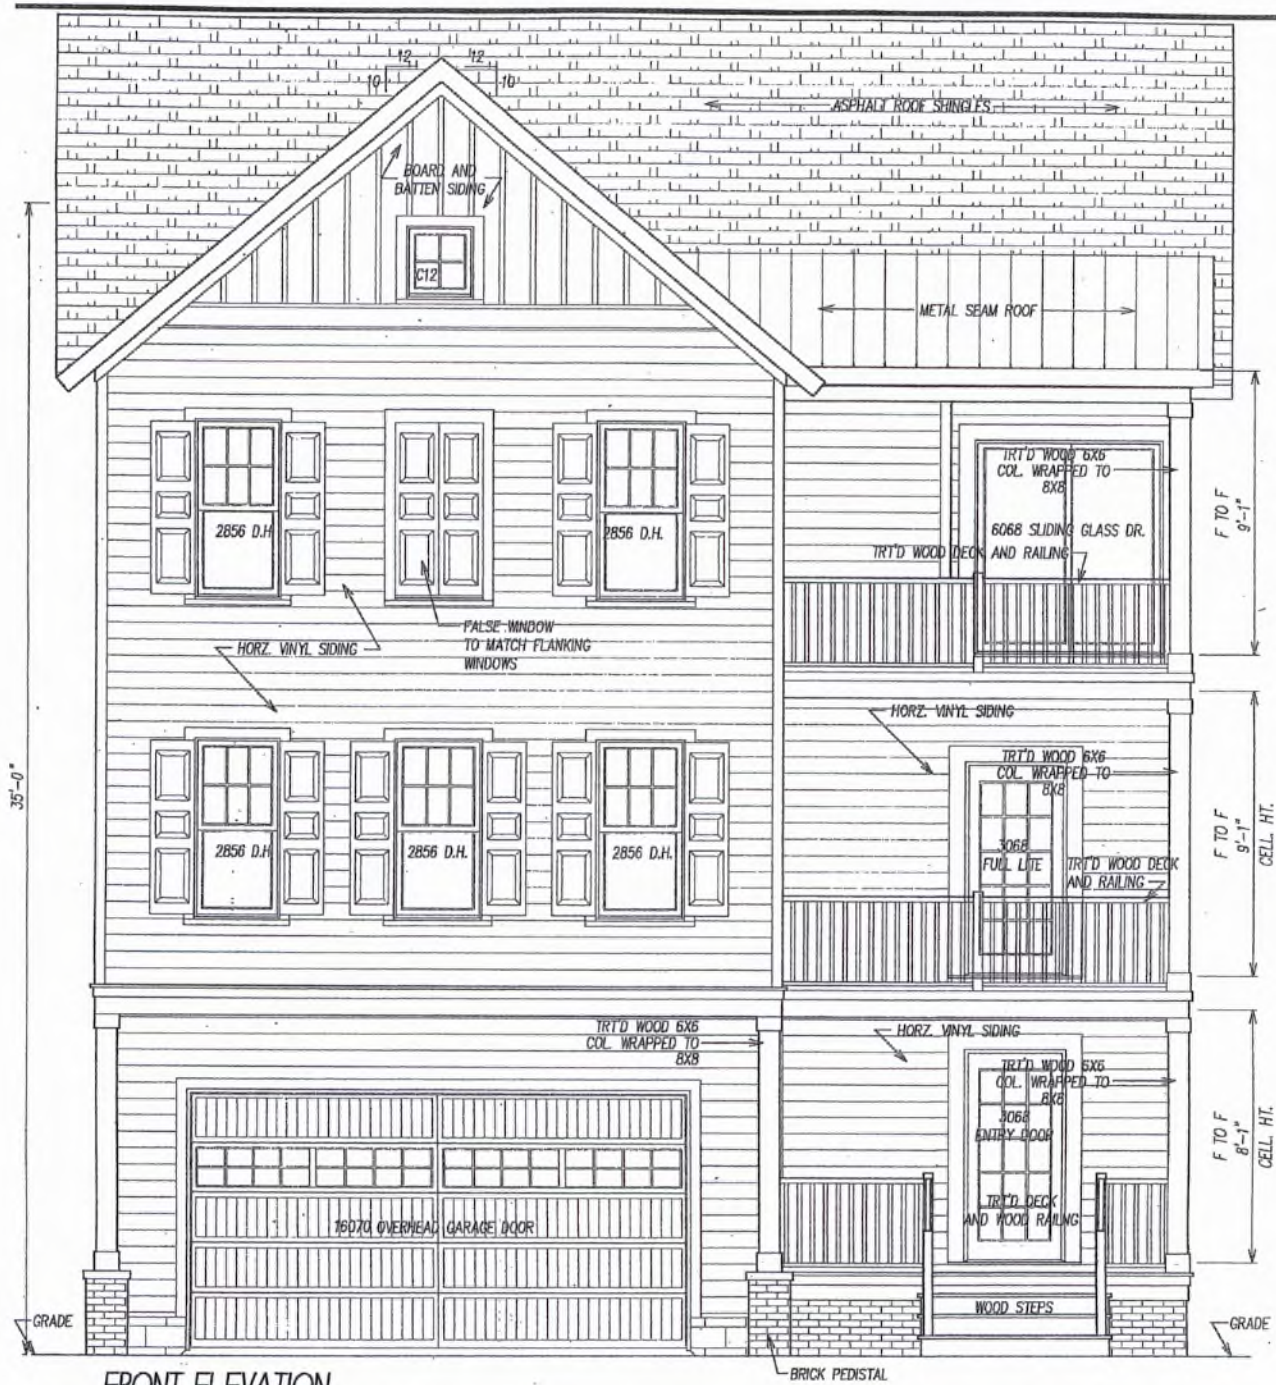 12 12
10 10
ASPHALT ROOF SHINGLES
BOARD AND
BATTEN SIDING
C12
METAL SEAM ROOF
35'-0"
2856 D.H.
2856 D.H.
FALSE WINDOW
TO MATCH FLANKING
WINDOWS
HORZ. VINYL SIDING
TRT'D WOOD 6X6
COL. WRAPPED TO
8X8
6068 SLIDING GLASS DR.
TRT'D WOOD DECK AND RAILING
F TO F
9'-1"
HORZ. VINYL SIDING
2856 D.H.
2856 D.H.
2856 D.H.
TRT'D WOOD 6X6
COL. WRAPPED TO
8X8
3068
FULL LITE
TRT'D WOOD DECK
AND RAILING
F TO F
9'-1"
CELL. HT.
TRT'D WOOD 6X6
COL. WRAPPED TO
8X8
HORZ. VINYL SIDING
TRT'D WOOD 6X6
COL. WRAPPED TO
8X8
3068
ENTRY DOOR
TRT'D DECK
AND WOOD RAILNG
F TO F
8'-1"
CELL. HT.
16070 OVERHEAD GARAGE DOOR
WOOD STEPS
GRADE
GRADE
BRICK PEDISTAL
FRONT ELEVATION